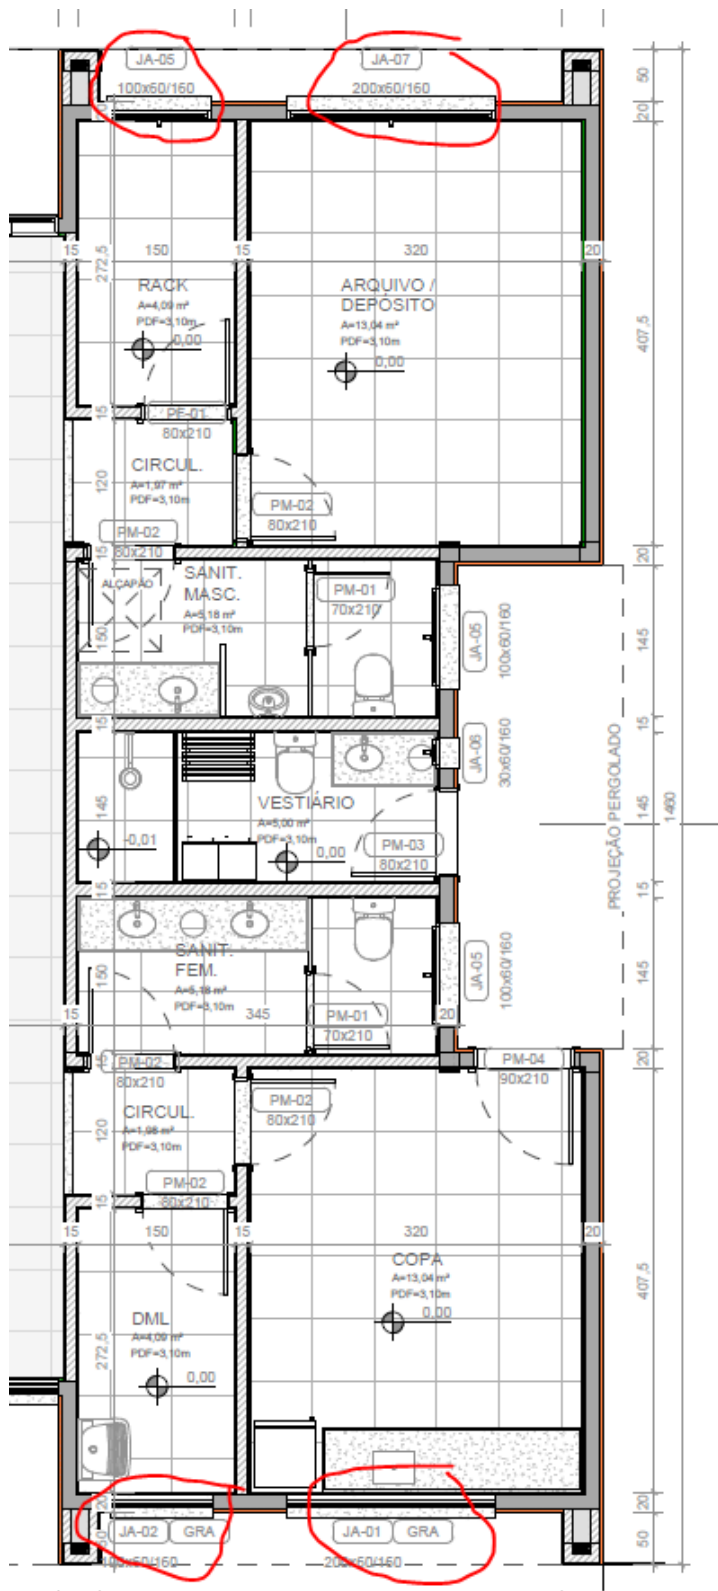 JA-05
JA-07
100x60/160
200x60/160
50
20
15
150
15
320
20
272,5
407,5
RACK
A=4,09 m²
PDF=3,10m
0,00
ARQUIVO /
DEPÓSITO
A=13,04 m²
PDF=3,10m
0,00
15
PF-01
80x210
CIRCUL.
A=1,97 m²
PDF=3,10m
120
PM-02
80x210
PM-02
80x210
15
20
ALÇAPÃO
SANIT.
MASC.
A=5,18 m²
PDF=3,10m
150
PM-01
70x210
JA-05
100x60/160
145
15
15
JA-06
30x60/160
PROJEÇÃO PERGOLADO
1460
145
VESTIÁRIO
A=5,00 m²
PDF=3,10m
-0,01
0,00
PM-03
80x210
145
15
15
SANIT.
FEM.
A=5,18 m²
PDF=3,10m
150
JA-05
100x60/160
145
15
345
PM-01
70x210
20
15
PM-02
80x210
PM-04
90x210
20
CIRCUL.
A=1,98 m²
PDF=3,10m
120
PM-02
80x210
PM-02
80x210
15
15
150
15
320
20
COPA
A=13,04 m²
PDF=3,10m
0,00
407,5
DML
A=4,09 m²
PDF=3,10m
0,00
272,5
20
20
JA-02
GRA
JA-01
GRA
50
50
100x60/160
200x60/160